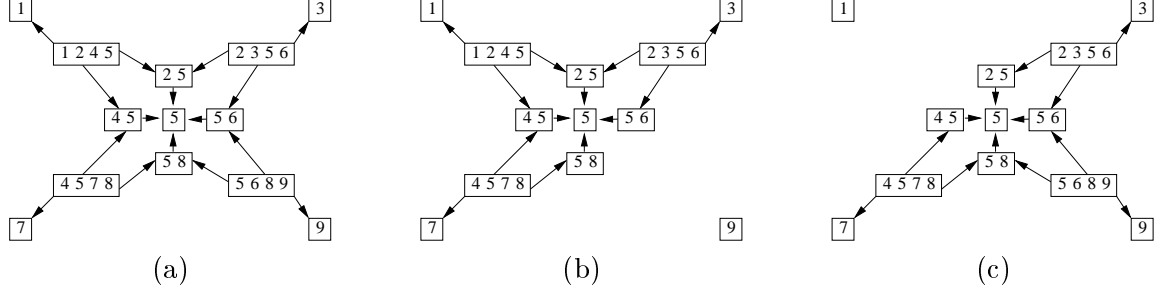 1 3 1 3 1 3
1 2 4 5 2 3 5 6 1 2 4 5 2 3 5 6 2 3 5 6
2 5 2 5 2 5
4 5 5 5 6 4 5 5 5 6 4 5 5 5 6
5 8 5 8 5 8
4 5 7 8 5 6 8 9 4 5 7 8 4 5 7 8 5 6 8 9
7 9 7 9 7 9
(a) (b) (c)